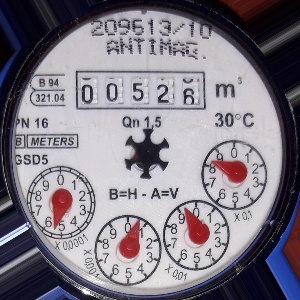 209613/10
ANTIMAG.
B 94
321.04
00526 m³
PN 16
Qn 1,5
30°C
B METERS
GSD5
B=H - A=V
X 0,1
X 0,01
X 0,001
X 0,0001